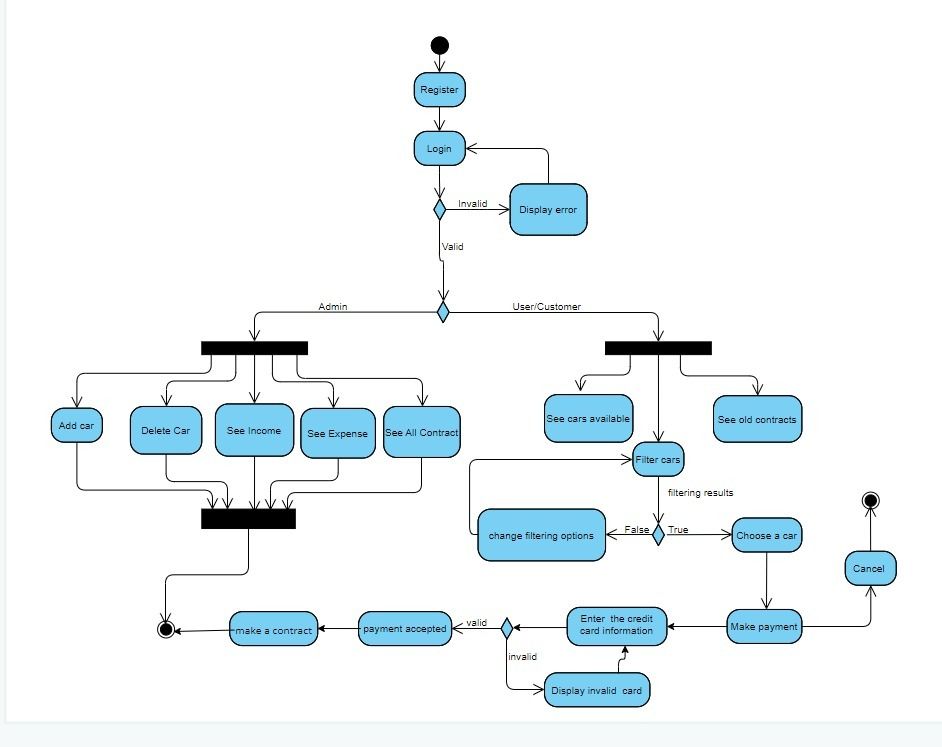 Register
Login
Invalid
Display error
Valid
Admin
User/Customer
Add car
Delete Car
See Income
See Expense
See All Contract
See cars available
See old contracts
Filter cars
filtering results
change filtering options
False
True
Choose a car
Cancel
make a contract
payment accepted
valid
Enter the credit
card information
Make payment
invalid
Display invalid card